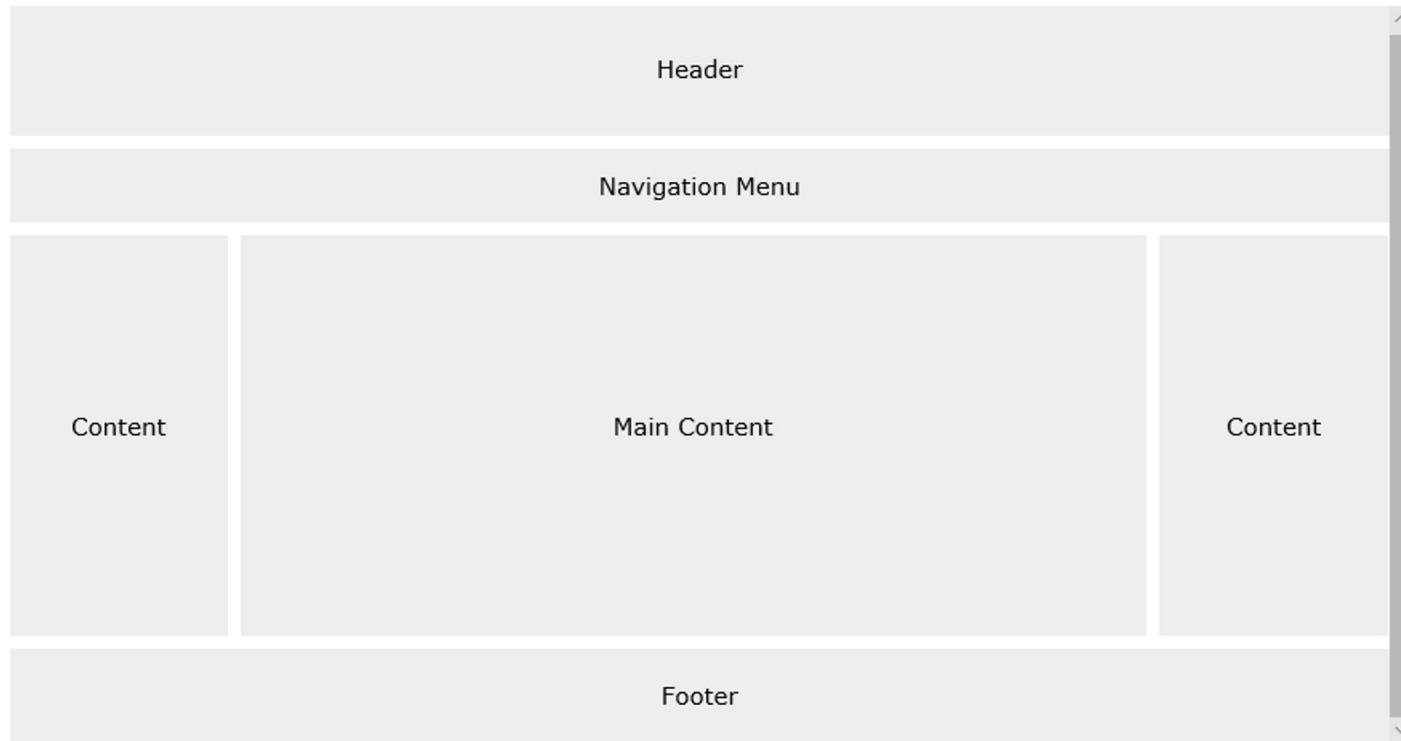 Header
Navigation Menu
Content
Main Content
Content
Footer